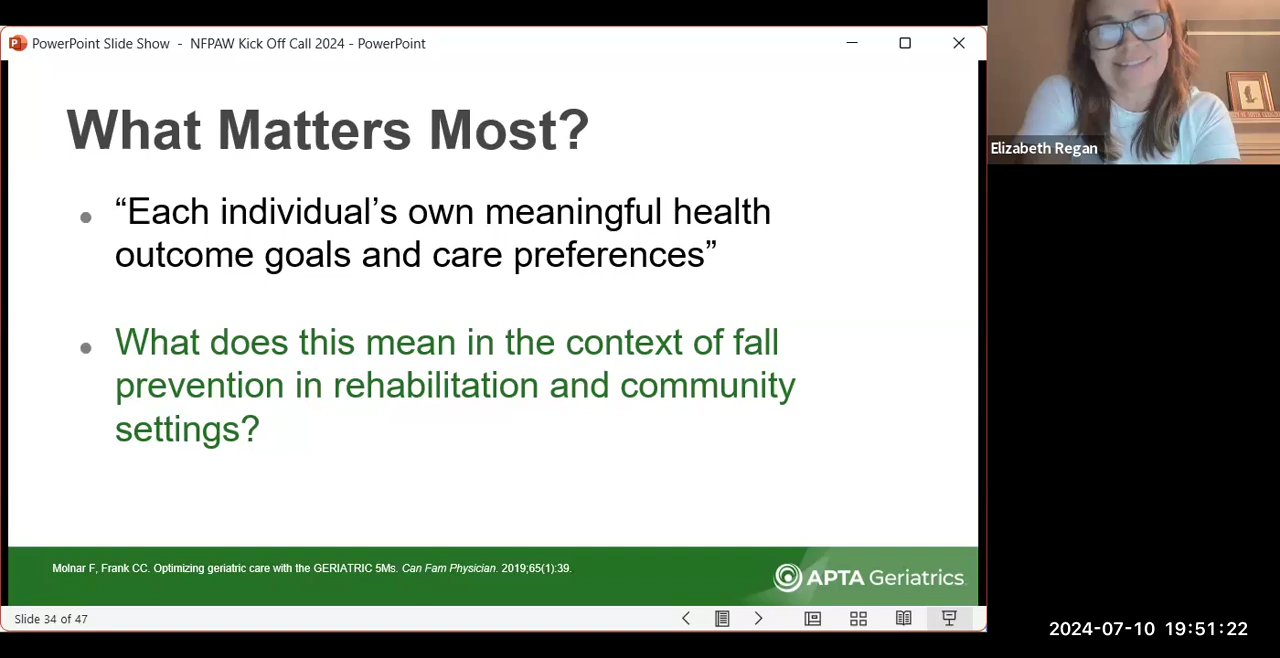 PowerPoint Slide Show - NFPAW Kick Off Call 2024 - PowerPoint
What Matters Most?
“Each individual’s own meaningful health
outcome goals and care preferences”
What does this mean in the context of fall
prevention in rehabilitation and community
settings?
Molnar F, Frank CC. Optimizing geriatric care with the GERIATRIC 5Ms. Can Fam Physician. 2019;65(1):39.
APTA Geriatrics
Slide 34 of 47
Elizabeth Regan
2024-07-10 19:51:22